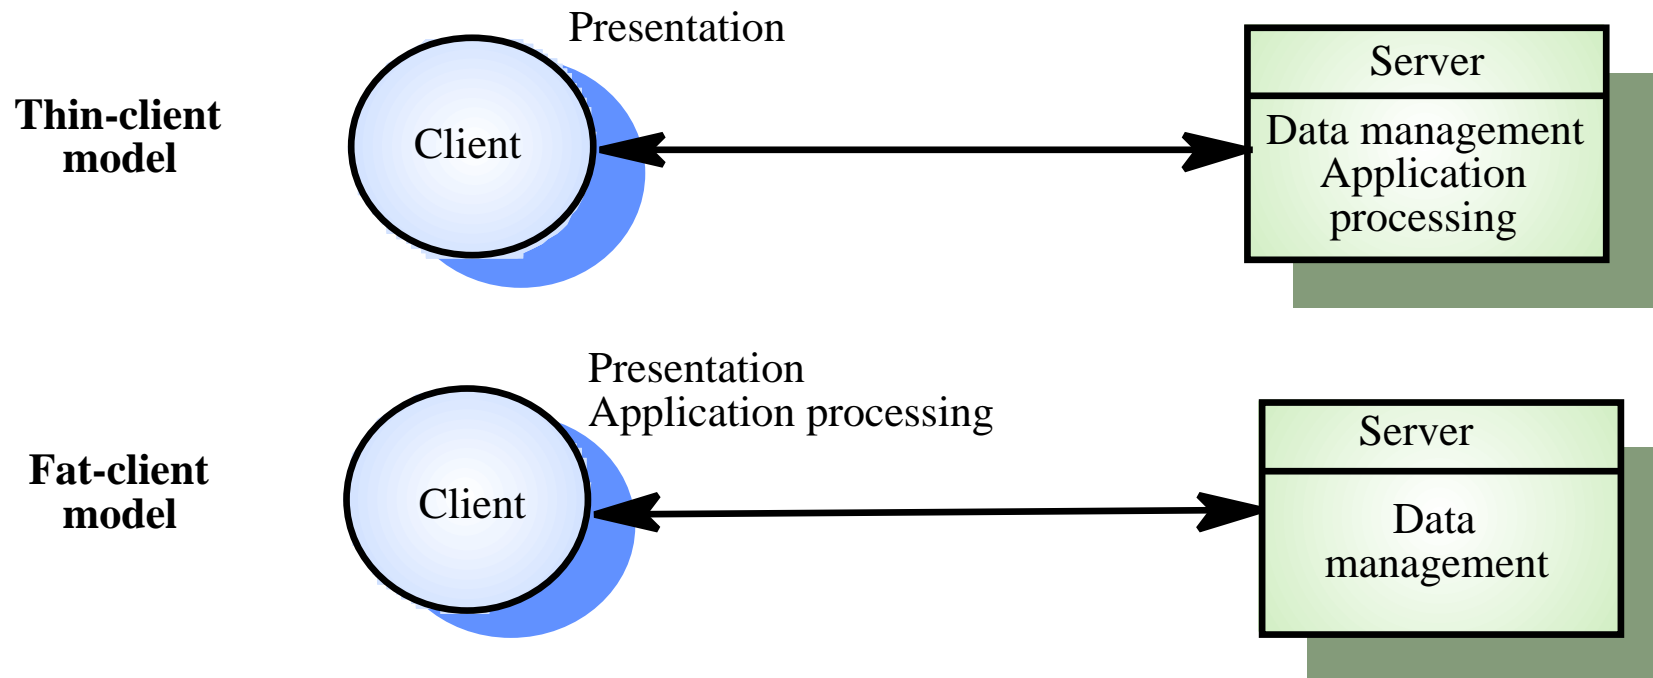 Presentation
Server
Thin-client
model
Client
Data management
Application
processing
Presentation
Application processing
Server
Fat-client
model
Client
Data
management